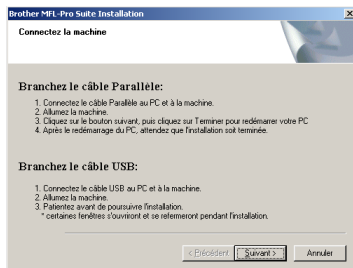 Brother MFL-Pro Suite Installation
Connectez la machine
Branchez le câble Parallèle:
1. Connectez le câble Parallèle au PC et à la machine.
2. Allumez la machine.
3. Cliquez sur le bouton suivant, puis cliquez sur Terminer pour redémarrer votre PC
4. Après le redémarrage du PC, attendez que l'installation soit terminée.
Branchez le câble USB:
1. Connectez le câble USB au PC et à la machine.
2. Allumez la machine.
3. Patientez avant de poursuivre l'installation.
* certaines fenêtres s'ouvriront et se refermeront pendant l'installation.
< Précédent
Suivant >
Annuler